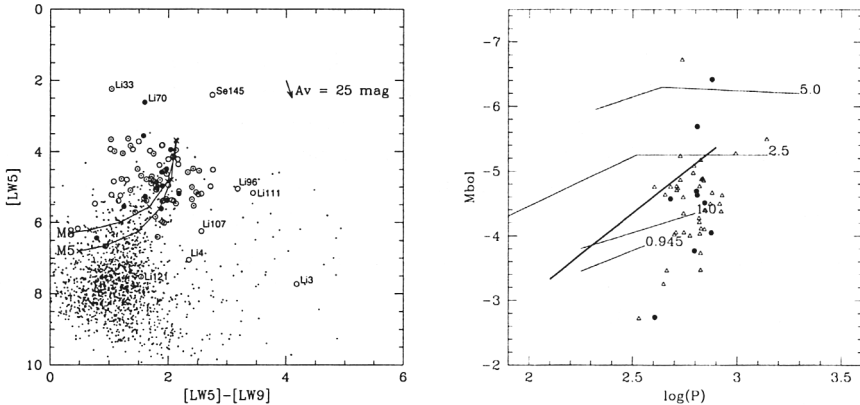 0
2
4
6
8
10
[LW5]
Li33
Li70
Se145
Av = 25 mag
Li96
Li111
Li107
M8
M5
Li4
Li121
Li3
0
2
4
6
[LW5]-[LW9]
-7
-6
-5
-4
-3
-2
Mbol
5.0
2.5
1.0
0.945
2
2.5
3
3.5
log(P)